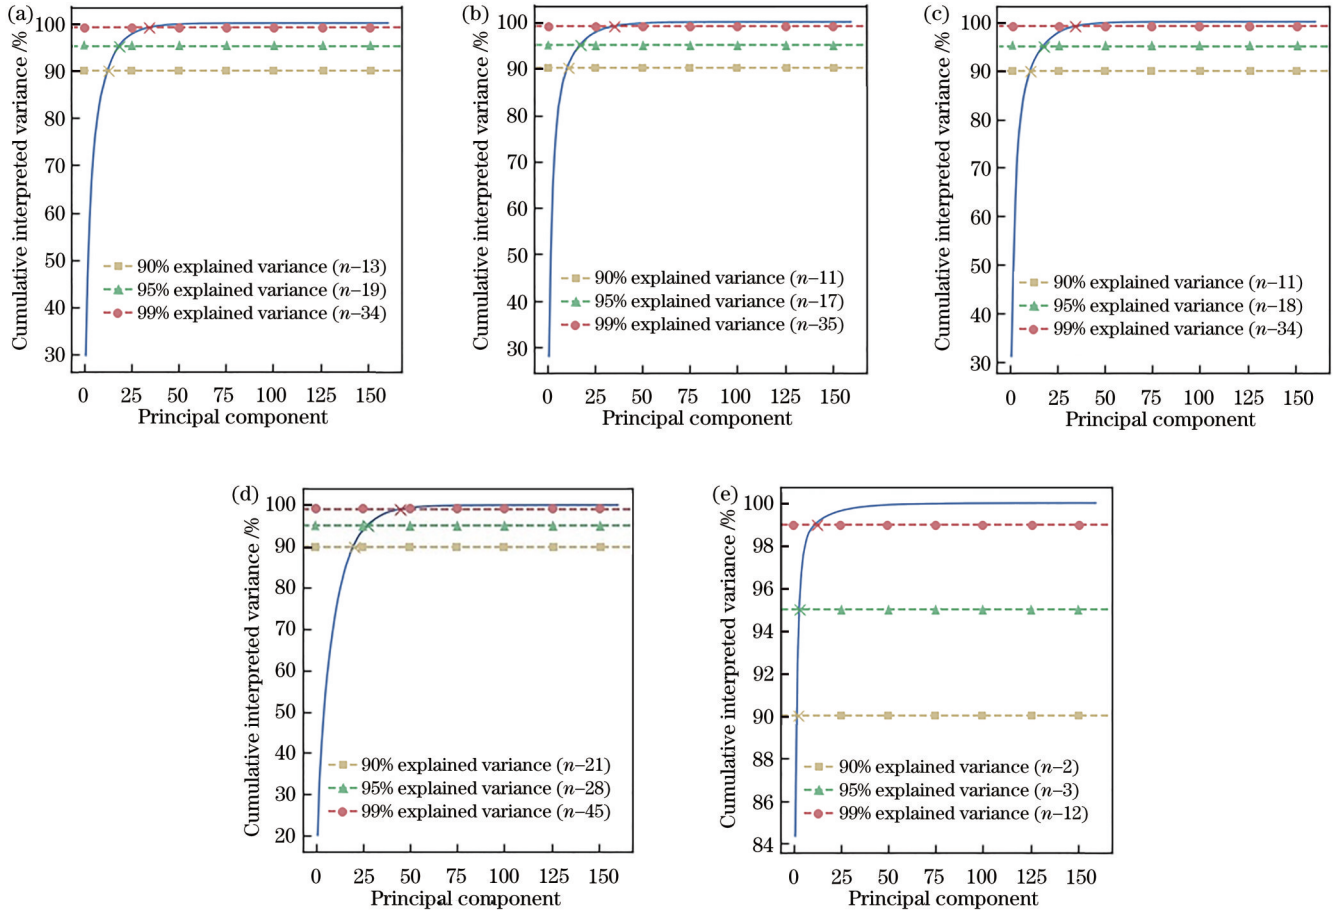 (a)
Cumulative interpreted variance /%
100
90
80
70
60
50
40
30
90% explained variance (n–13)
95% explained variance (n–19)
99% explained variance (n–34)
0 25 50 75 100 125 150
Principal component
(b)
Cumulative interpreted variance /%
100
90
80
70
60
50
40
30
90% explained variance (n–11)
95% explained variance (n–17)
99% explained variance (n–35)
0 25 50 75 100 125 150
Principal component
(c)
Cumulative interpreted variance /%
100
90
80
70
60
50
40
30
90% explained variance (n–11)
95% explained variance (n–18)
99% explained variance (n–34)
0 25 50 75 100 125 150
Principal component
(d)
Cumulative interpreted variance /%
100
90
80
70
60
50
40
30
20
90% explained variance (n–21)
95% explained variance (n–28)
99% explained variance (n–45)
0 25 50 75 100 125 150
Principal component
(e)
Cumulative interpreted variance /%
100
98
96
94
92
90
88
86
84
90% explained variance (n–2)
95% explained variance (n–3)
99% explained variance (n–12)
0 25 50 75 100 125 150
Principal component